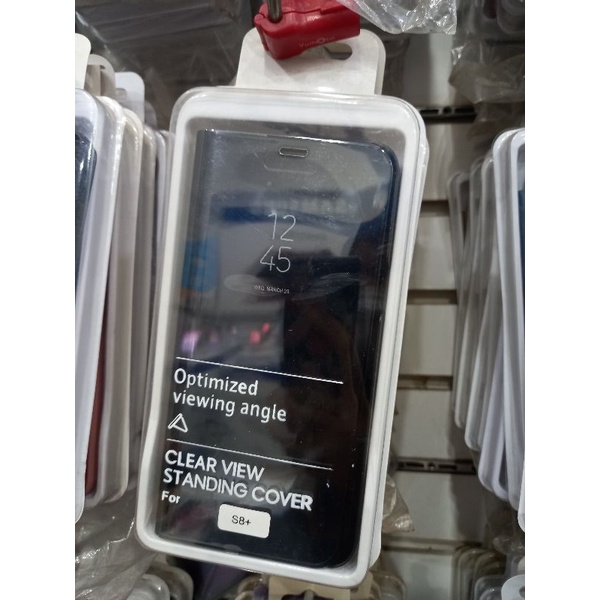 12
45
Optimized
viewing angle
CLEAR VIEW
STANDING COVER
For
S8+